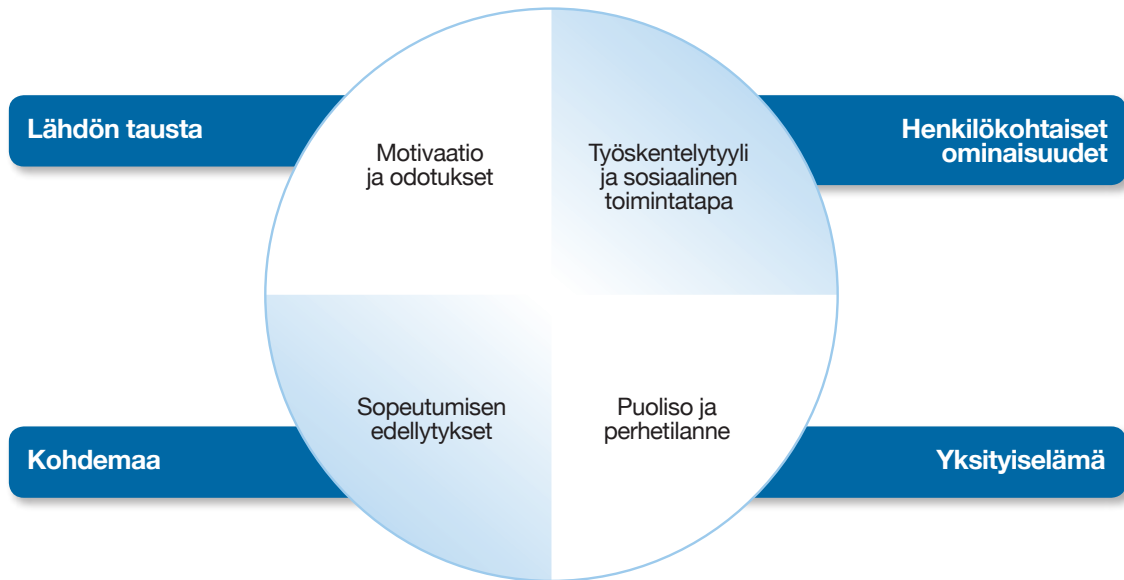 Lähdön tausta
Motivaatio
ja odotukset
Työskentelytyyli
ja sosiaalinen
toimintatapa
Henkilökohtaiset
ominaisuudet
Kohdemaa
Sopeutumisen
edellytykset
Puoliso ja
perhetilanne
Yksityiselämä